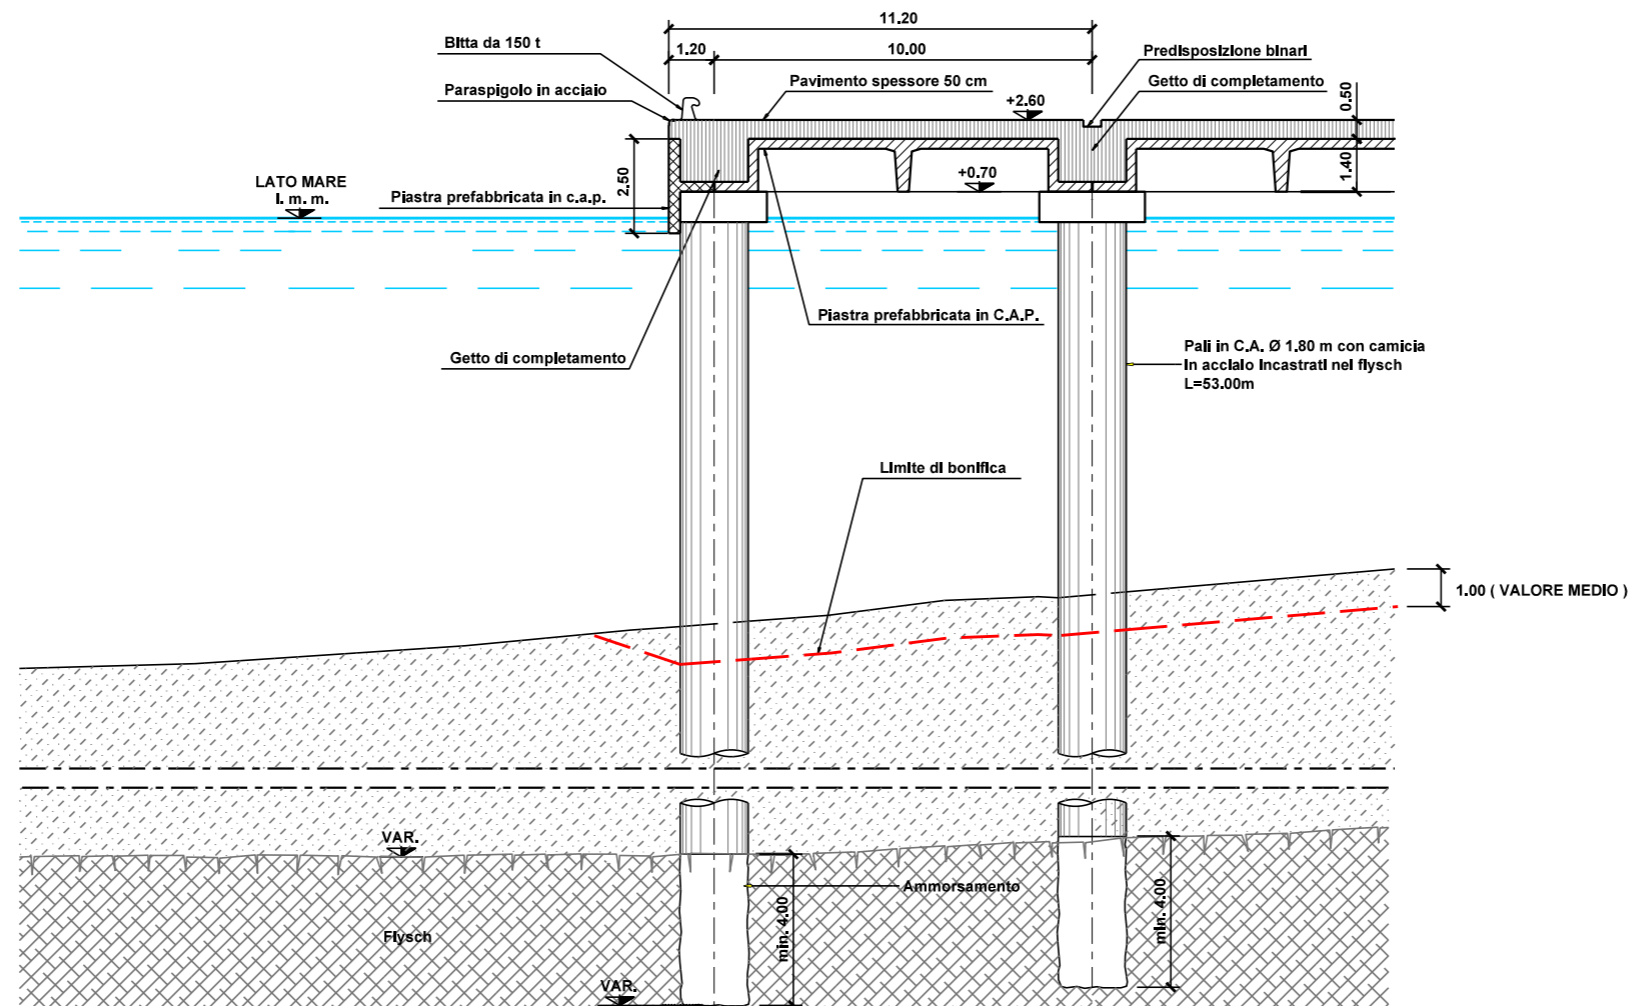 11.20
Bitta da 150 t
1.20
10.00
Predisposizione binari
Paraspigolo in acciaio
Pavimento spessore 50 cm
Getto di completamento
+2.60
0.50
1.40
2.50
+0.70
LATO MARE
l. m. m.
Piastra prefabbricata in c.a.p.
Piastra prefabbricata in C.A.P.
Getto di completamento
Pali in C.A. Ø 1.80 m con camicia
in acciaio incastrati nel flysch
L=53.00m
Limite di bonifica
1.00 ( VALORE MEDIO )
VAR.
Ammorsamento
min. 4.00
min. 4.00
Flysch
VAR.